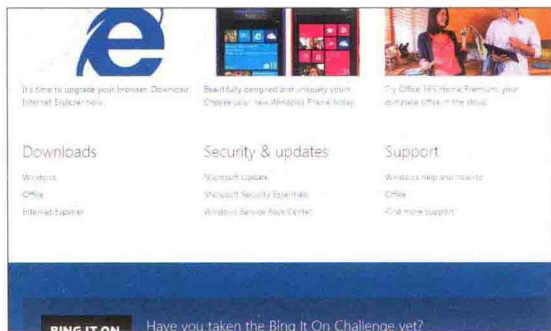 It's time to upgrade your browser. Download
Internet Explorer now.
Beautifully designed and uniquely yours.
Choose your new Windows Phone today.
Try Office 365 Home Premium, your
complete office in the cloud.
Downloads
Windows
Office
Internet Explorer
Security & updates
Microsoft Update
Microsoft Security Essentials
Windows Service Pack Center
Support
Windows help and how-to
Office
Find more support
BING IT ON
Have you taken the Bing It On Challenge yet?